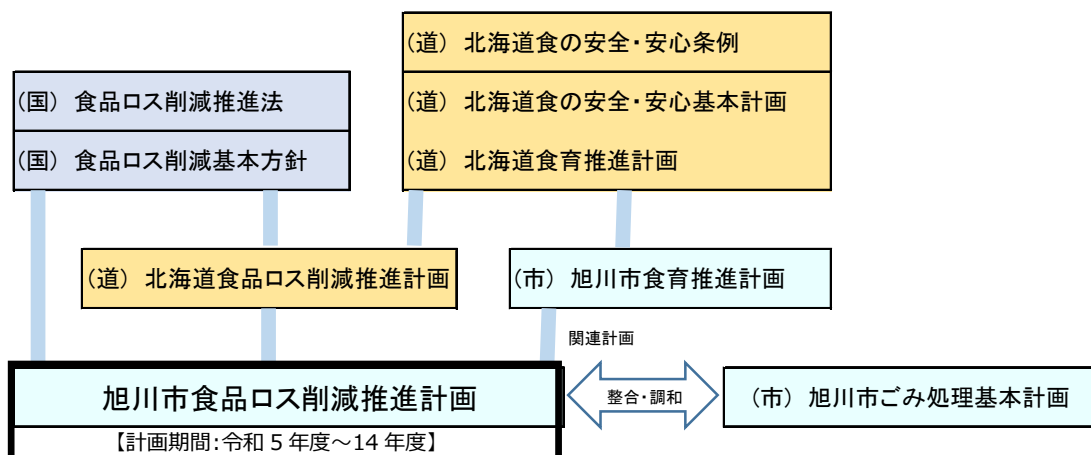 (道) 北海道食の安全・安心条例
(国) 食品ロス削減推進法
(道) 北海道食の安全・安心基本計画
(国) 食品ロス削減基本方針
(道) 北海道食育推進計画
(道) 北海道食品ロス削減推進計画
(市) 旭川市食育推進計画
関連計画
旭川市食品ロス削減推進計画
整合・調和
(市) 旭川市ごみ処理基本計画
【計画期間:令和5年度～14年度】